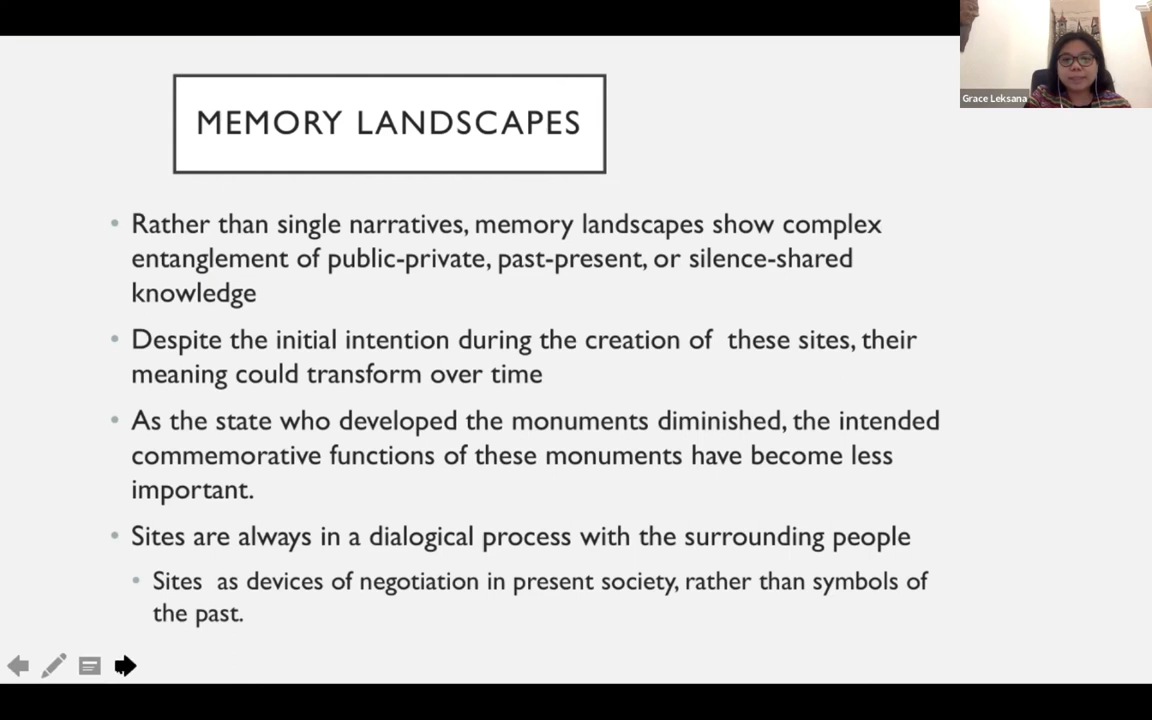 Grace Leksana
MEMORY LANDSCAPES
• Rather than single narratives, memory landscapes show complex
entanglement of public-private, past-present, or silence-shared
knowledge
• Despite the initial intention during the creation of these sites, their
meaning could transform over time
• As the state who developed the monuments diminished, the intended
commemorative functions of these monuments have become less
important.
• Sites are always in a dialogical process with the surrounding people
• Sites as devices of negotiation in present society, rather than symbols of
the past.